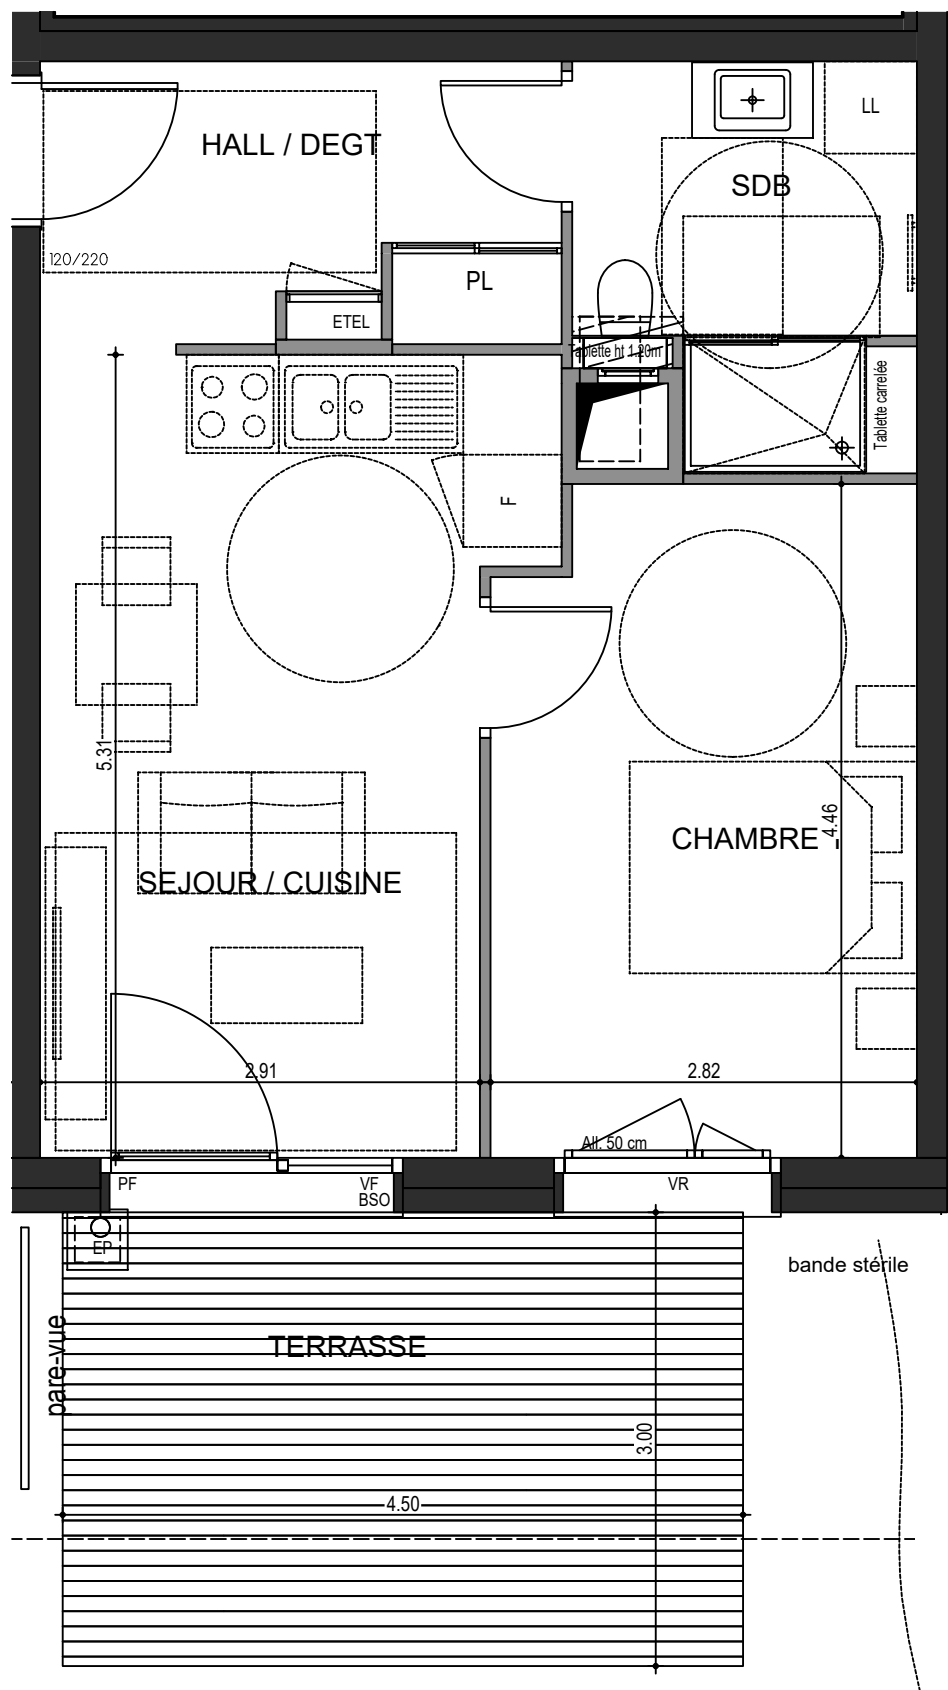 HALL / DEGT
LL
SDB
120/220
PL
ETEL
Tablette ht 1.20m
Tablette carrelée
F
5.31
4.46
CHAMBRE
SEJOUR / CUISINE
2.91
2.82
All. 50 cm
PF
VF
BSO
VR
EP
bande stérile
pare-vue
TERRASSE
3.00
4.50